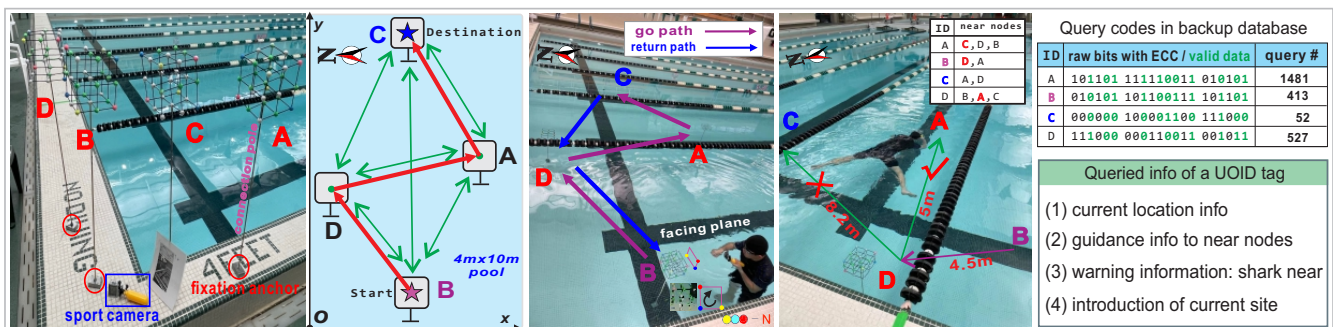 D
B
C
A
NO DIVING
connection pole
4 FEET
fixation anchor
sport camera
y
C
Destination
N
A
D
4mx10m
pool
Start
B
O
x
go path
return path
N
C
A
D
facing plane
B
- N
N
ID near nodes
A C,D,B
B D,A
C A,D
D B,A,C
C
A
8.2m
5m
B
D
4.5m
Query codes in backup database
ID raw bits with ECC / valid data query #
A 101101 111110011 010101 1481
B 010101 101100111 101101 413
C 000000 100001100 111000 52
D 111000 000110011 001011 527
Queried info of a UOID tag
(1) current location info
(2) guidance info to near nodes
(3) warning information: shark near
(4) introduction of current site